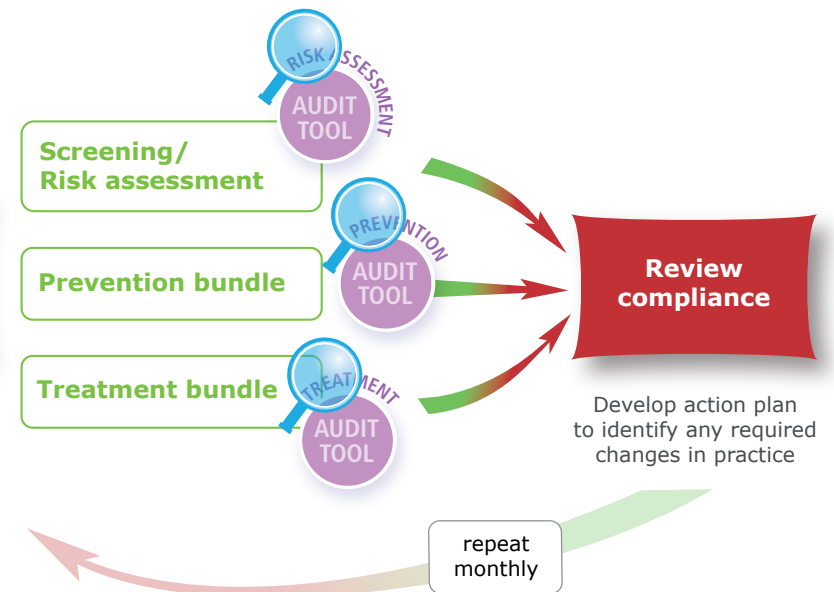 RISK ASSESSMENT
AUDIT
TOOL
Screening/
Risk assessment
PREVENTION
AUDIT
TOOL
Prevention bundle
TREATMENT
AUDIT
TOOL
Treatment bundle
Review
compliance
Develop action plan
to identify any required
changes in practice
repeat
monthly